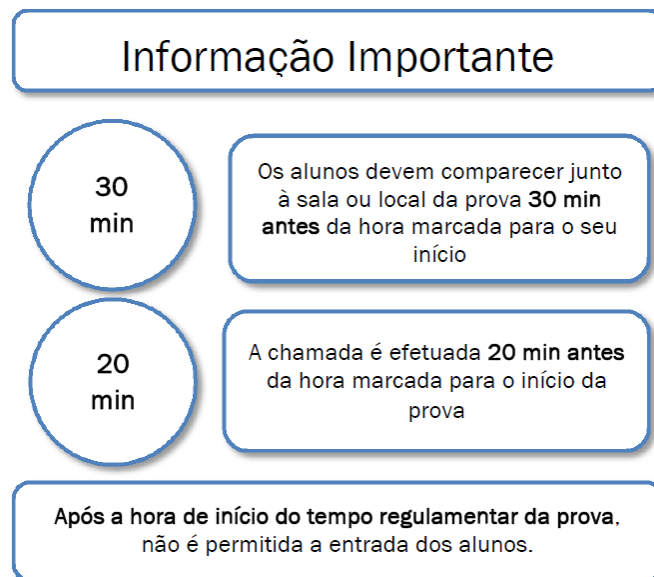 Informação Importante
30
min
Os alunos devem comparecer junto
à sala ou local da prova 30 min
antes da hora marcada para o seu
início
20
min
A chamada é efetuada 20 min antes
da hora marcada para o início da
prova
Após a hora de início do tempo regulamentar da prova,
não é permitida a entrada dos alunos.